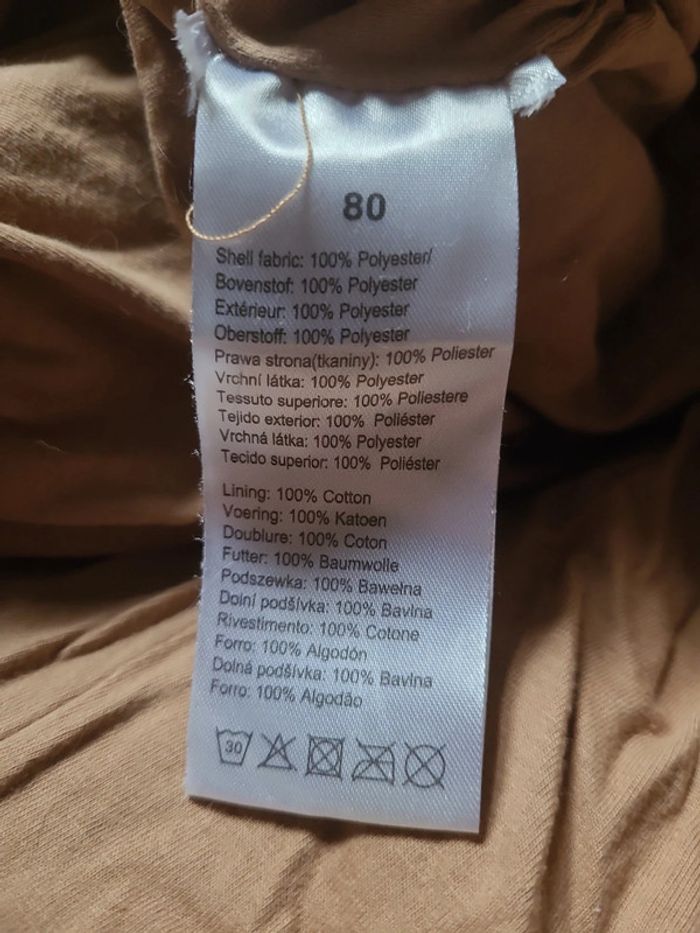 80
Shell fabric: 100% Polyester/
Bovenstof: 100% Polyester
Extérieur: 100% Polyester
Oberstoff: 100% Polyester
Prawa strona(tkaniny): 100% Poliester
Vrchní látka: 100% Polyester
Tessuto superiore: 100% Poliestere
Tejido exterior: 100% Poliéster
Vrchná látka: 100% Polyester
Tecido superior: 100% Poliéster
Lining: 100% Cotton
Voering: 100% Katoen
Doublure: 100% Coton
Futter: 100% Baumwolle
Podszewka: 100% Bawełna
Dolní podšívka: 100% Bavlna
Rivestimento: 100% Cotone
Forro: 100% Algodón
Dolná podšívka: 100% Bavlna
Forro: 100% Algodão
30